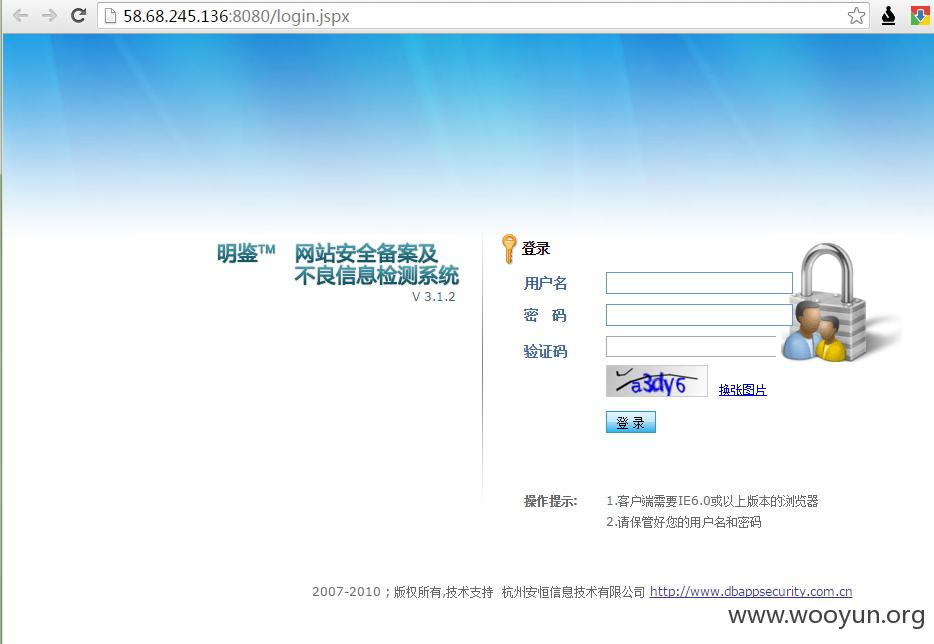 58.68.245.136:8080/login.jspx
明鉴™ 网站安全备案及
不良信息检测系统
V 3.1.2
登录
用户名
密 码
验证码
a3dy6 换张图片
登 录
操作提示: 1.客户端需要IE6.0或以上版本的浏览器
2.请保管好您的用户名和密码
2007-2010 ; 版权所有,技术支持 杭州安恒信息技术有限公司 http://www.dbappsecurity.com.cn
www.wooyun.org